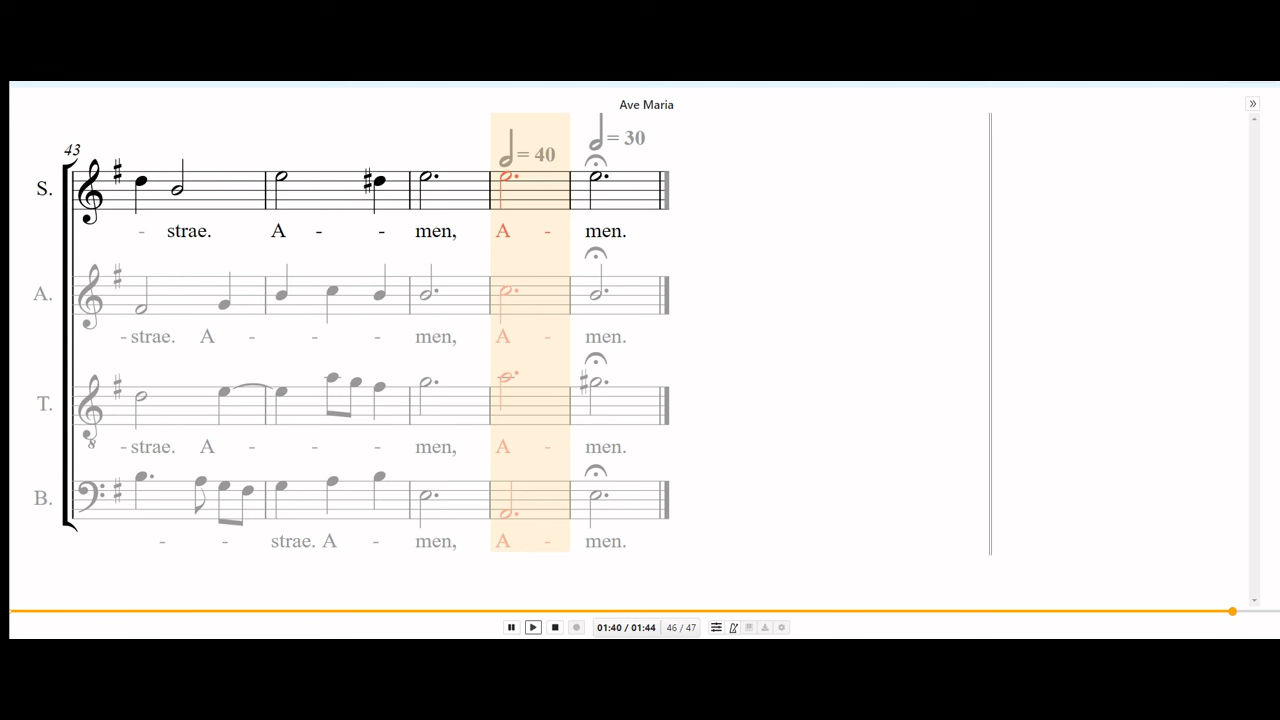 Ave Maria
43
= 40
= 30
S.
- strae. A - - men, A - men.
A.
- strae. A - - - men, A - men.
T.
8
- strae. A - - - men, A - men.
B.
- - strae. A - men, A - men.
01:40 / 01:44 46 / 47